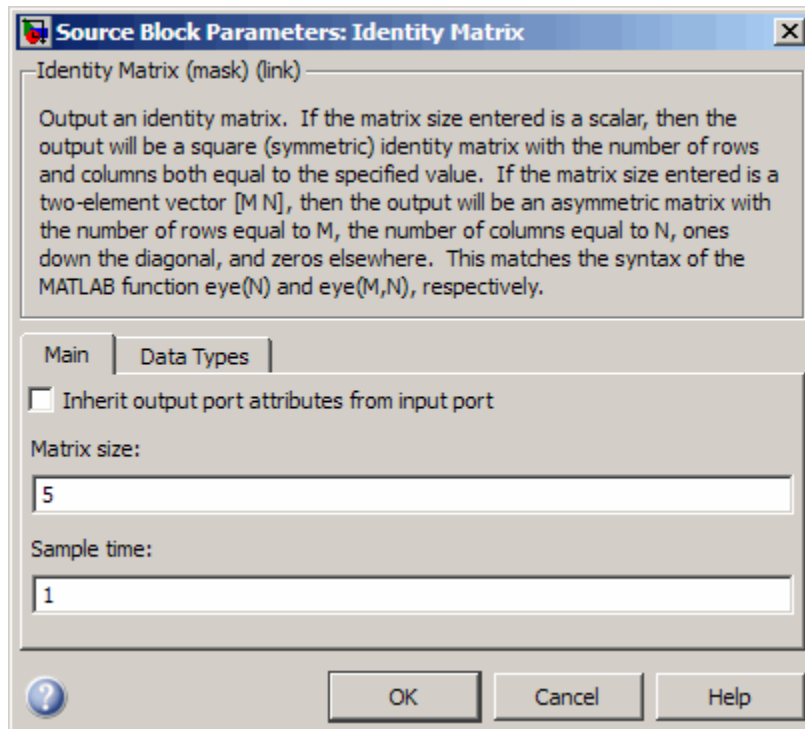 Source Block Parameters: Identity Matrix
Identity Matrix (mask) (link)
Output an identity matrix.  If the matrix size entered is a scalar, then the
output will be a square (symmetric) identity matrix with the number of rows
and columns both equal to the specified value.  If the matrix size entered is a
two-element vector [M N], then the output will be an asymmetric matrix with
the number of rows equal to M, the number of columns equal to N, ones
down the diagonal, and zeros elsewhere.  This matches the syntax of the
MATLAB function eye(N) and eye(M,N), respectively.
Main Data Types
Inherit output port attributes from input port
Matrix size:
5
Sample time:
1
? OK Cancel Help